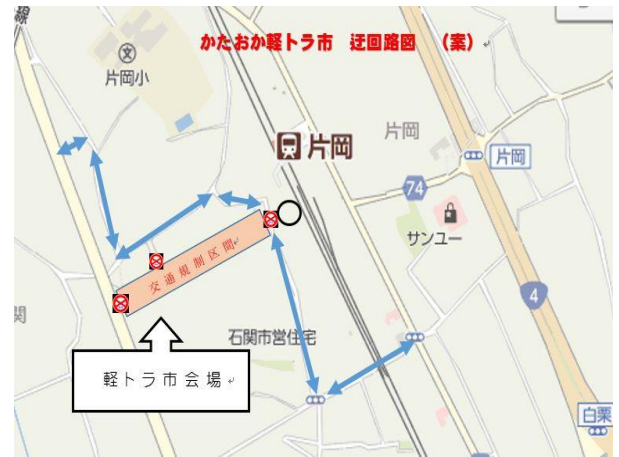 線
かたおか軽トラ市 迂回路図 （案）
片岡小
片岡
片岡
片岡
74
サンユー
交通規制区間
4
関
石関市営住宅
軽トラ市会場
白栗